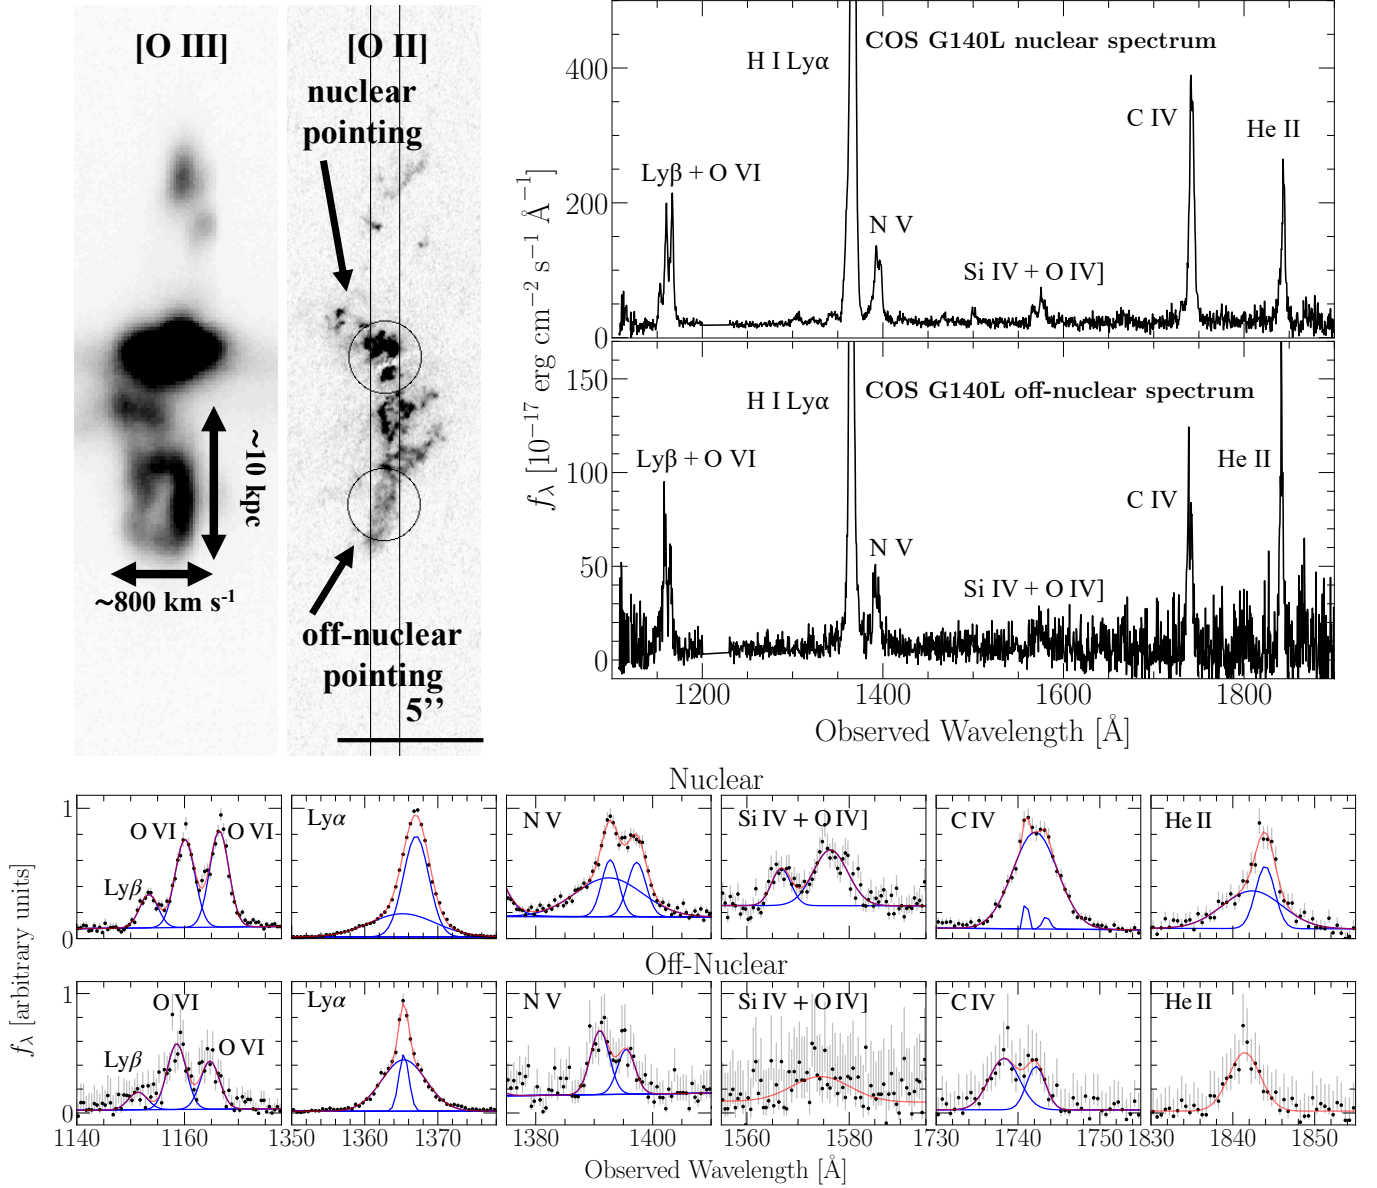 [O III]
~10 kpc
~800 km s-1
[O II]
nuclear
pointing
off-nuclear
pointing
5’’
COS G140L nuclear spectrum
H I Lyα
C IV
He II
Lyβ + O VI
N V
Si IV + O IV]
400
200
0
COS G140L off-nuclear spectrum
H I Lyα
Lyβ + O VI
He II
C IV
N V
Si IV + O IV]
150
100
50
0
fλ [10−17 erg cm−2 s−1 Å−1]
1200 1400 1600 1800
Observed Wavelength [Å]
Nuclear
O VI O VI
Lyβ
Lyα
N V
Si IV + O IV]
C IV
He II
1
0
Off-Nuclear
O VI
O VI
Lyβ
Lyα
N V
Si IV + O IV]
C IV
He II
1
0
fλ [arbitrary units]
1140 1160 1180
1350 1360 1370
1380 1400
1560 1580
1730 1740 1750
1830 1840 1850
Observed Wavelength [Å]